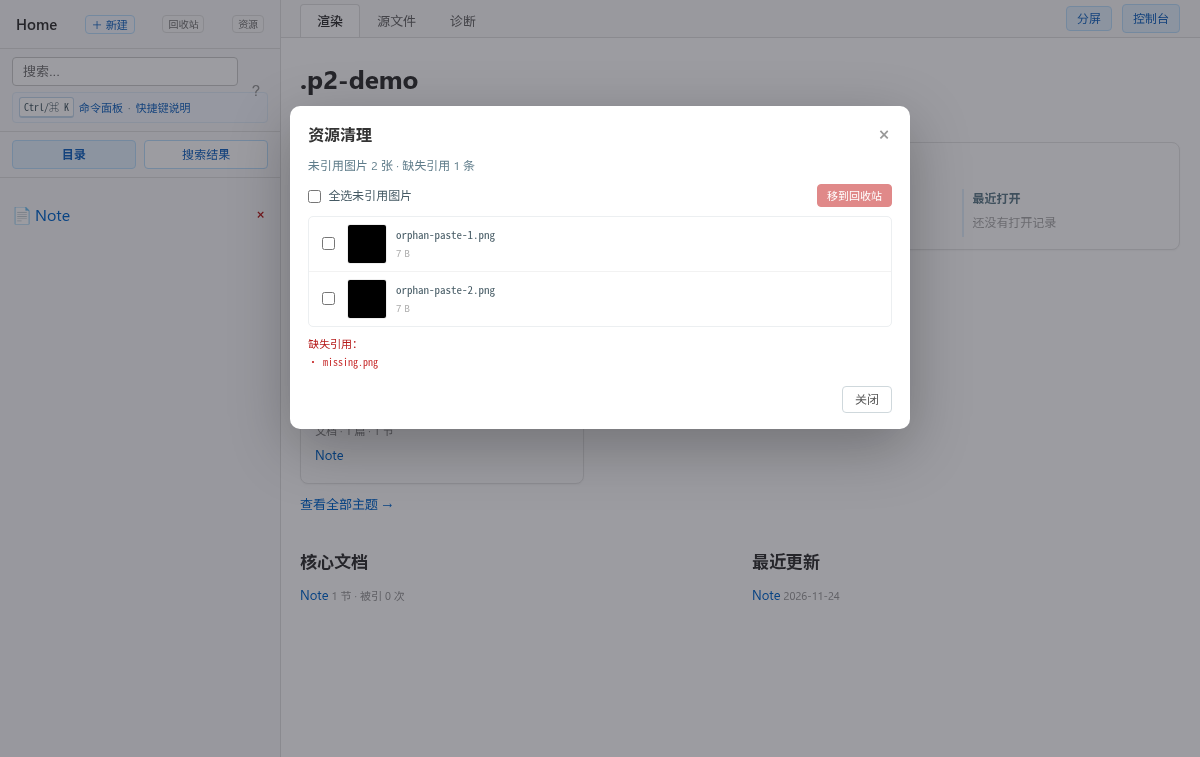 Home
+ 新建
回收站
资源
搜索...
?
Ctrl/⌘ K 命令面板 · 快捷键说明
目录
搜索结果
📄 Note
×
渲染
源文件
诊断
分屏
控制台
.p2-demo
最近打开
还没有打开记录
资源清理
×
未引用图片 2 张 · 缺失引用 1 条
全选未引用图片
移到回收站
orphan-paste-1.png
7 B
orphan-paste-2.png
7 B
缺失引用：
· missing.png
关闭
文档 · 1 篇 · 1 节
Note
查看全部主题 →
核心文档
Note 1 节 · 被引 0 次
最近更新
Note 2026-11-24